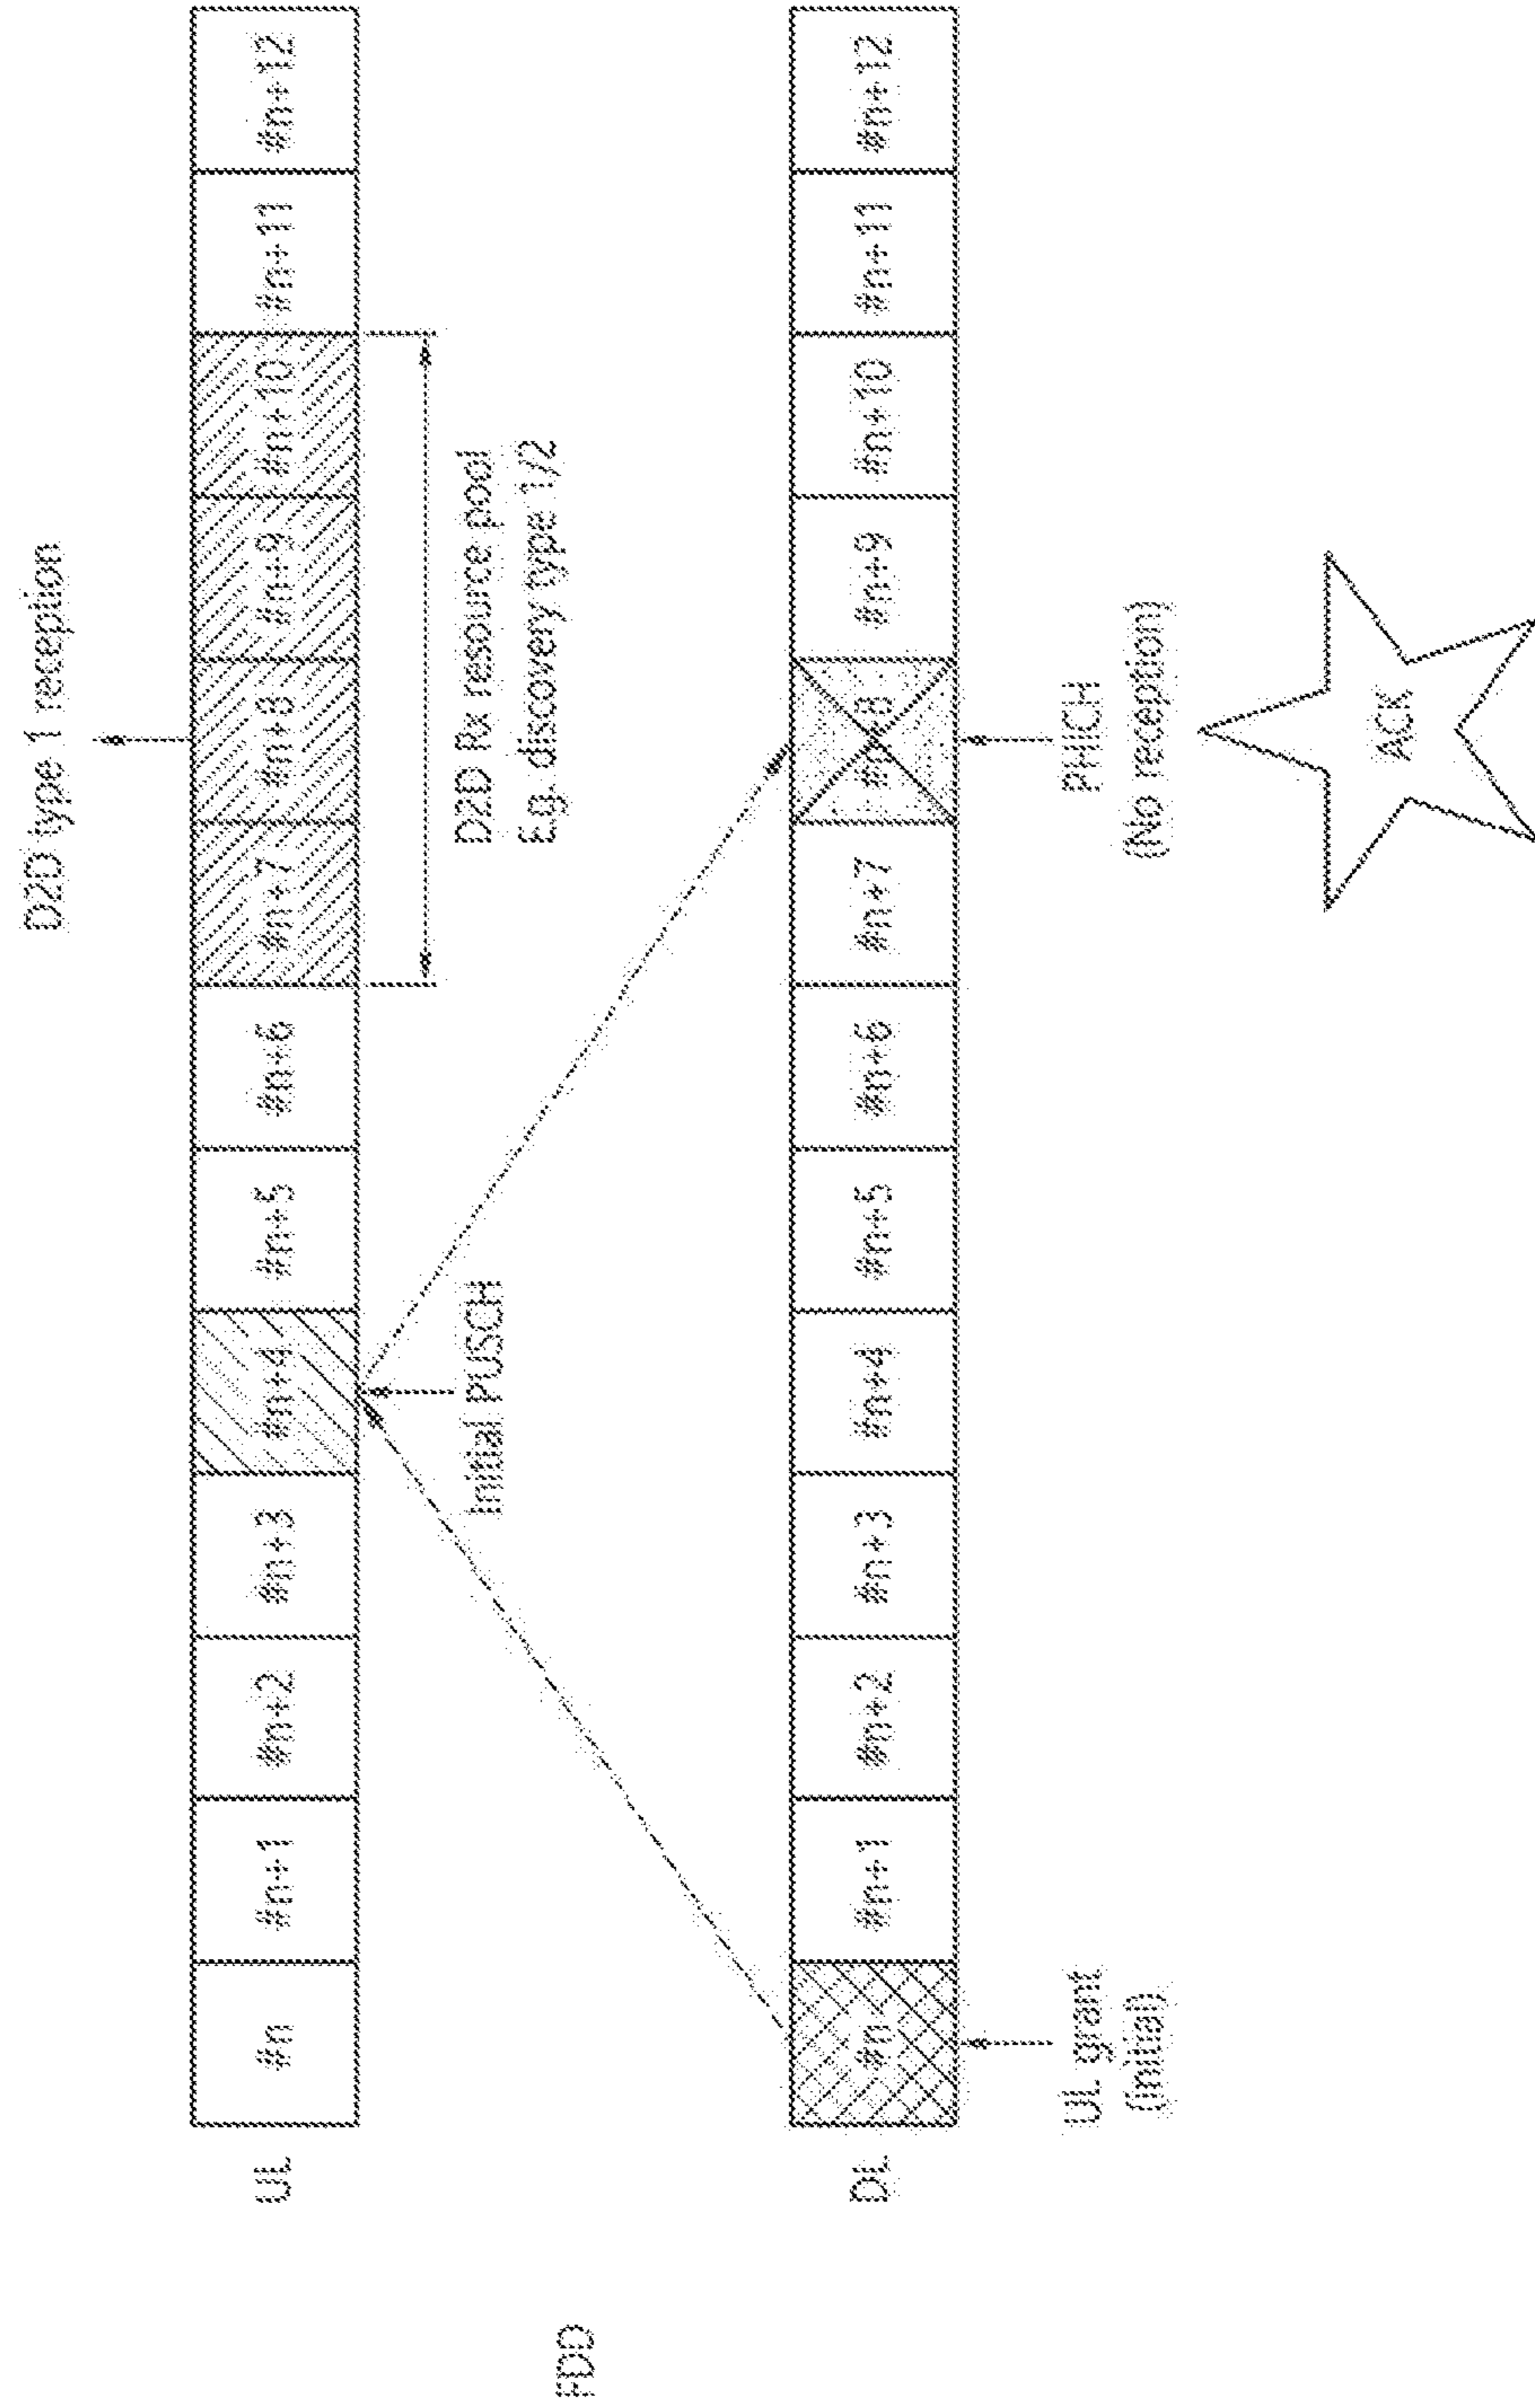 D2D type 1 reception
UL
#n
#n+1
#n+2
#n+3
#n+4
#n+5
#n+6
#n+7
#n+8
#n+9
#n+10
#n+11
#n+12
Initial PUSCH
D2D Rx resource pool
E.g. discovery type 1/2
FDD
DL
#n
#n+1
#n+2
#n+3
#n+4
#n+5
#n+6
#n+7
#n+8
#n+9
#n+10
#n+11
#n+12
UL grant
(initial)
PHICH
(No reception)
ACK